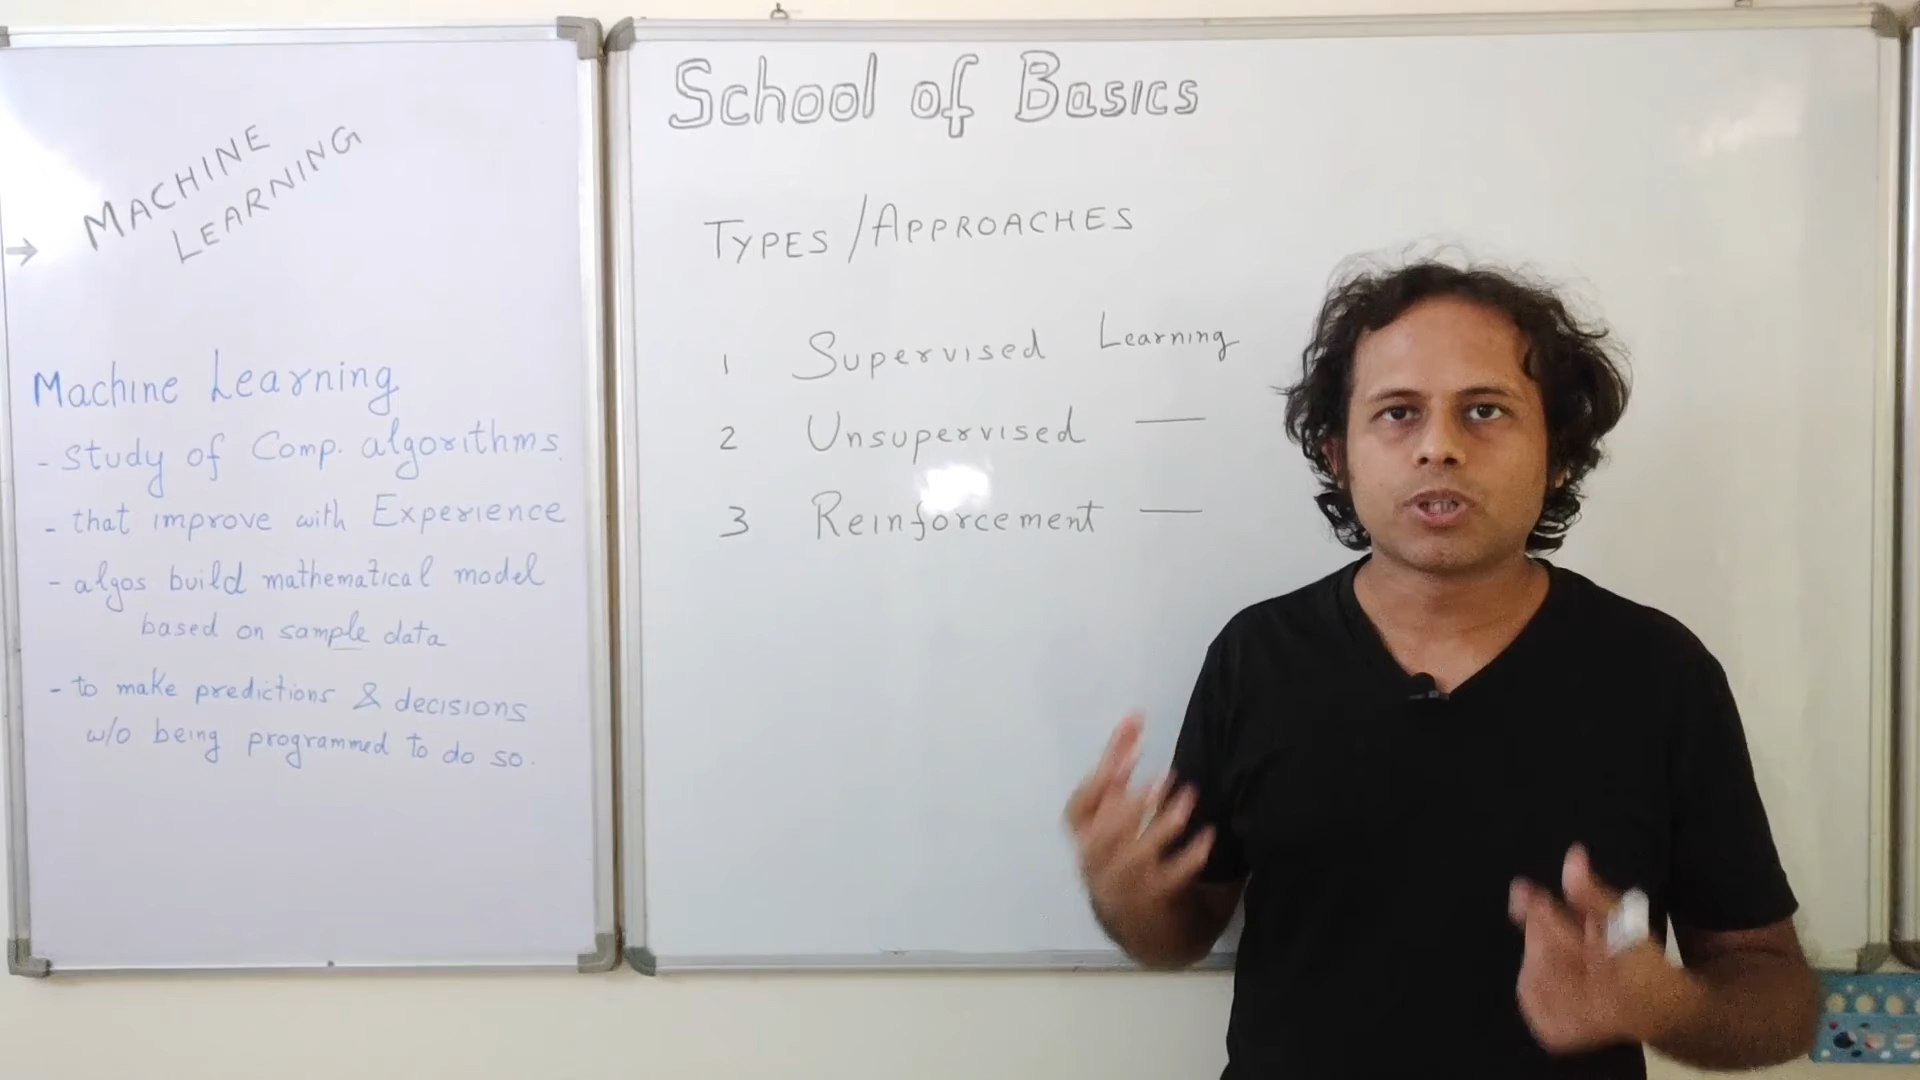 MACHINE
LEARNING
Machine Learning
- Study of Comp. algorithms.
- that improve with Experience
- algos build mathematical model
based on sample data
- to make predictions & decisions
w/o being programmed to do so.
School of Basics
TYPES / APPROACHES
1 Supervised Learning
2 Unsupervised —
3 Reinforcement —